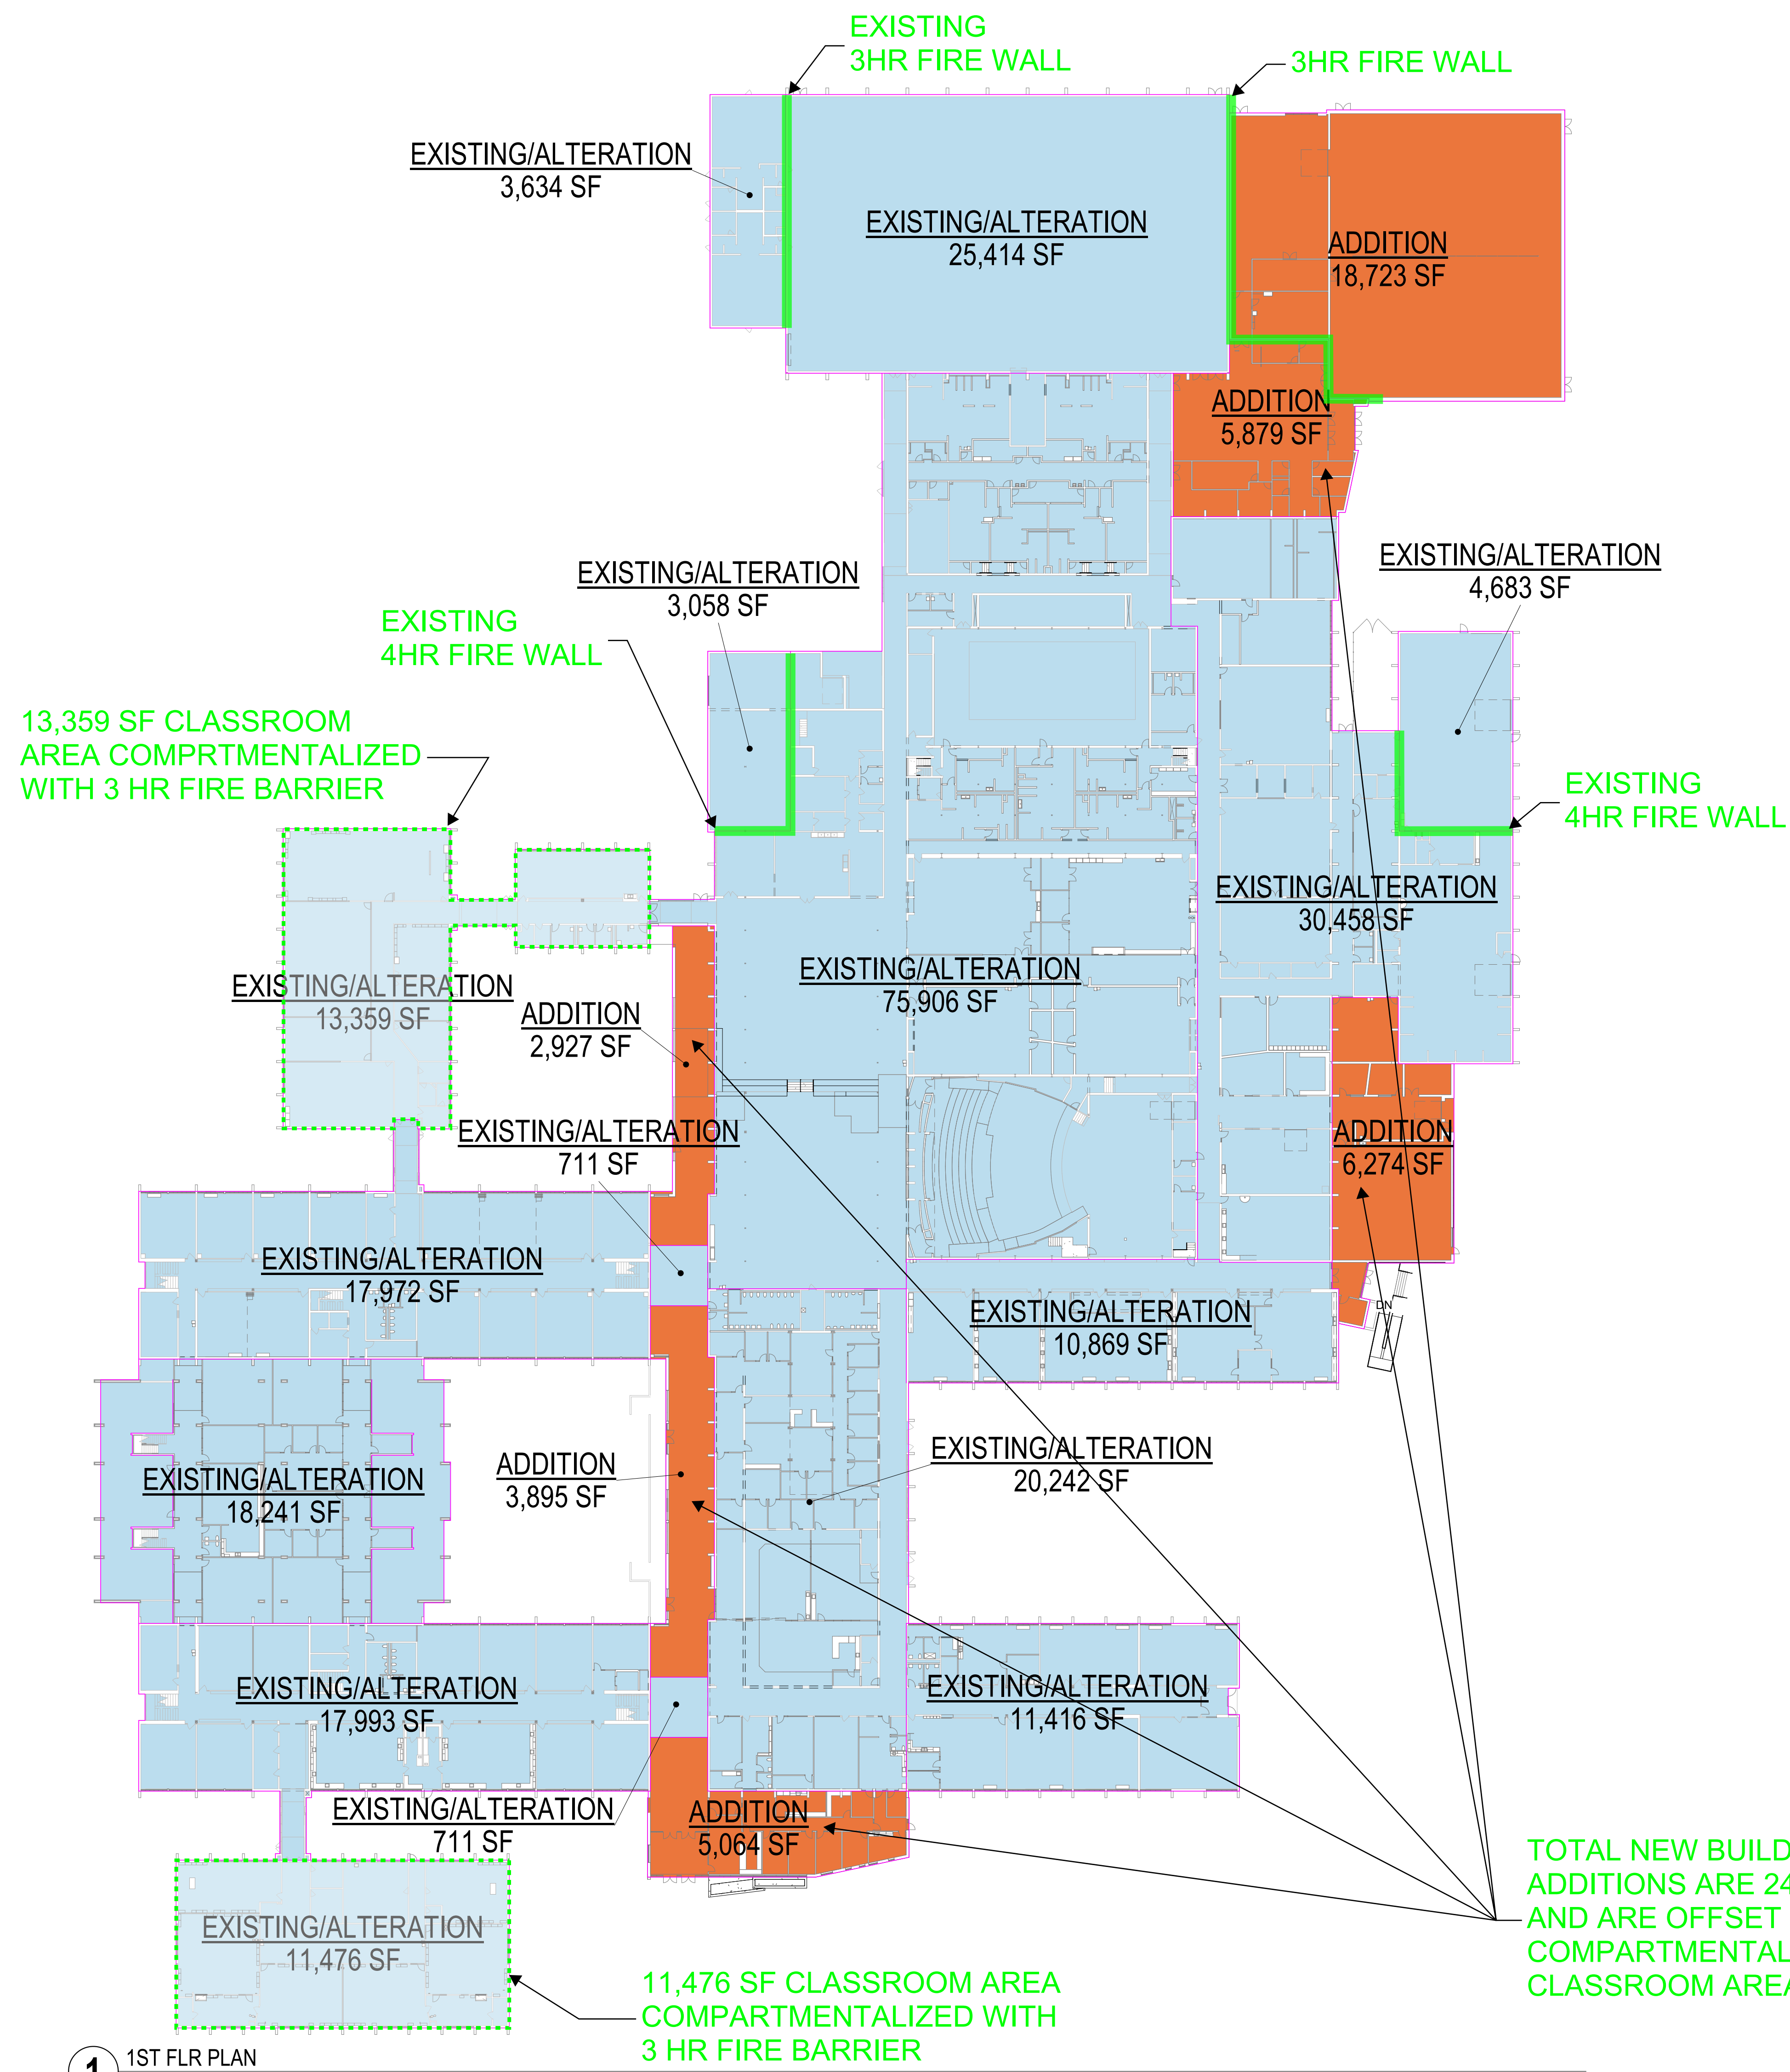 EXISTING
3HR FIRE WALL
3HR FIRE WALL
EXISTING/ALTERATION
3,634 SF
EXISTING/ALTERATION
25,414 SF
ADDITION
18,723 SF
ADDITION
5,879 SF
EXISTING/ALTERATION
4,683 SF
EXISTING/ALTERATION
3,058 SF
EXISTING
4HR FIRE WALL
13,359 SF CLASSROOM
AREA COMPRTMENTALIZED
WITH 3 HR FIRE BARRIER
EXISTING
4HR FIRE WALL
EXISTING/ALTERATION
30,458 SF
EXISTING/ALTERATION
75,906 SF
EXISTING/ALTERATION
13,359 SF
ADDITION
2,927 SF
EXISTING/ALTERATION
711 SF
ADDITION
6,274 SF
EXISTING/ALTERATION
17,972 SF
DN
EXISTING/ALTERATION
10,869 SF
EXISTING/ALTERATION
20,242 SF
ADDITION
3,895 SF
EXISTING/ALTERATION
18,241 SF
EXISTING/ALTERATION
17,993 SF
EXISTING/ALTERATION
11,416 SF
EXISTING/ALTERATION
711 SF
ADDITION
5,064 SF
TOTAL NEW BUILD
ADDITIONS ARE 24
AND ARE OFFSET
COMPARTMENTAL
CLASSROOM AREA
EXISTING/ALTERATION
11,476 SF
11,476 SF CLASSROOM AREA
COMPARTMENTALIZED WITH
3 HR FIRE BARRIER
1
1ST FLR PLAN